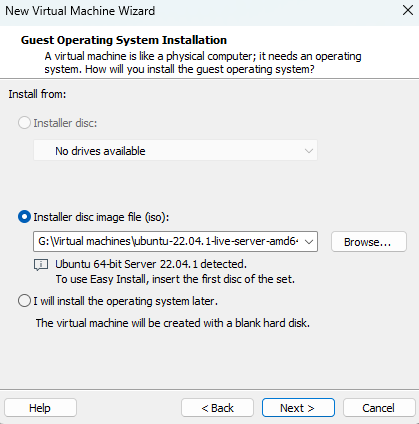 New Virtual Machine Wizard
Guest Operating System Installation
A virtual machine is like a physical computer; it needs an operating
system. How will you install the guest operating system?
Install from:
Installer disc:
No drives available
Installer disc image file (iso):
G:\Virtual machines\ubuntu-22.04.1-live-server-amd64
Browse...
Ubuntu 64-bit Server 22.04.1 detected.
To use Easy Install, insert the first disc of the set.
I will install the operating system later.
The virtual machine will be created with a blank hard disk.
Help
< Back
Next >
Cancel